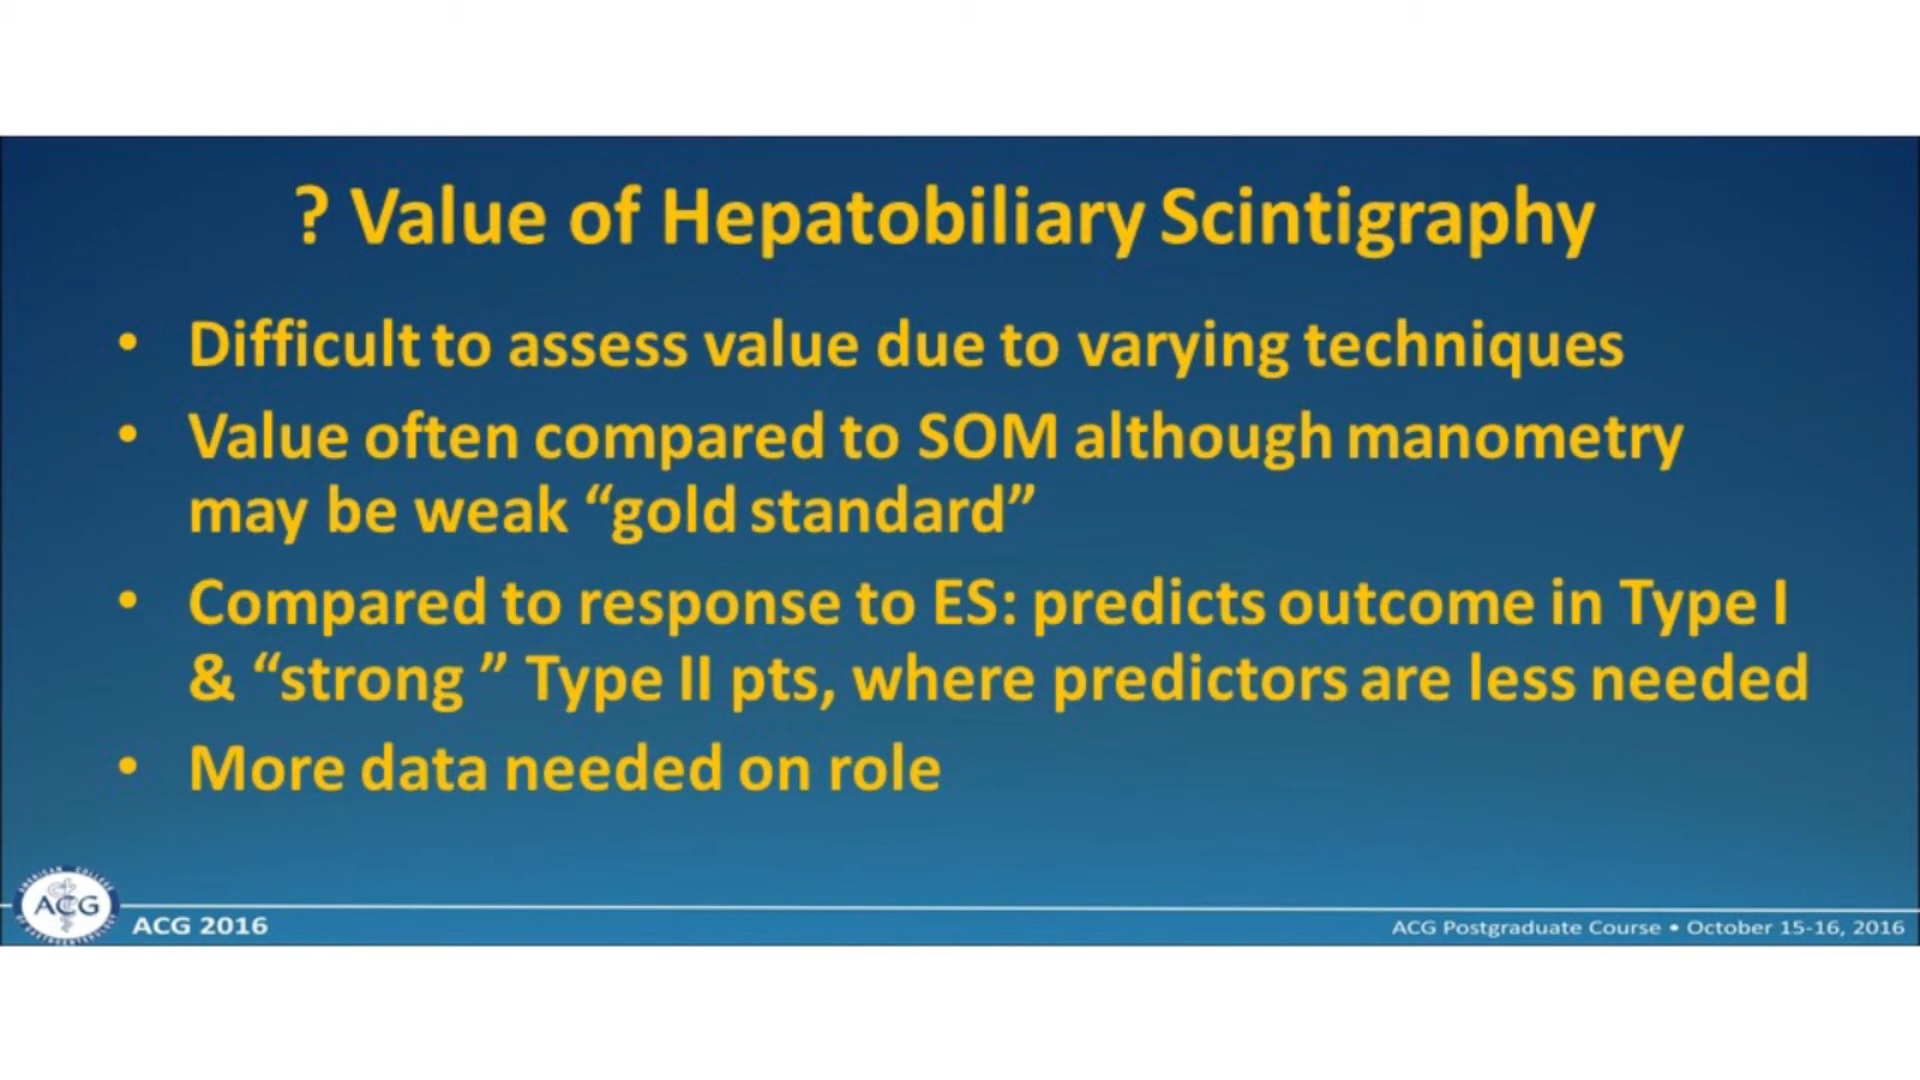 ? Value of Hepatobiliary Scintigraphy
• Difficult to assess value due to varying techniques
• Value often compared to SOM although manometry
may be weak “gold standard”
• Compared to response to ES: predicts outcome in Type I
& “strong ” Type II pts, where predictors are less needed
• More data needed on role
ACG
ACG 2016
ACG Postgraduate Course • October 15-16, 2016